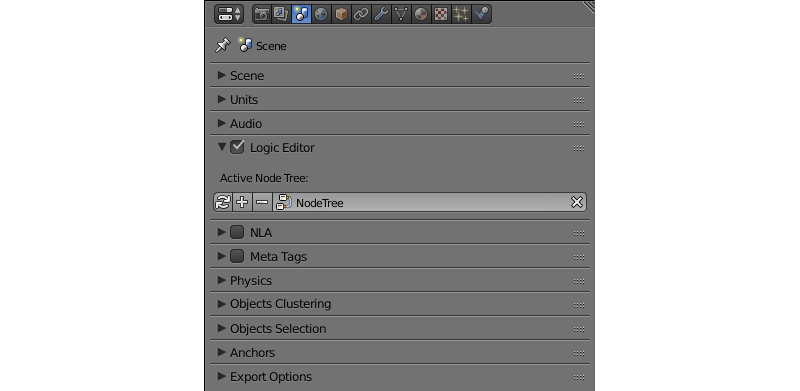 Scene
Scene
Units
Audio
Logic Editor
Active Node Tree:
NodeTree
NLA
Meta Tags
Physics
Objects Clustering
Objects Selection
Anchors
Export Options